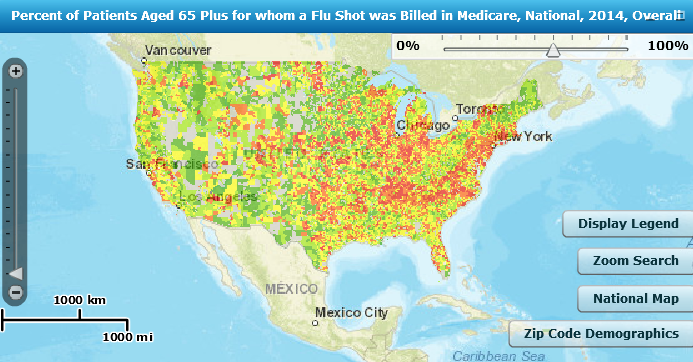 Percent of Patients Aged 65 Plus for whom a Flu Shot was Billed in Medicare, National, 2014, Overall
0%
100%
Vancouver
Toronto
Chicago
New York
San Francisco
Los Angeles
Display Legend
Zoom Search
MÉXICO
National Map
1000 km
Mexico City
1000 mi
Zip Code Demographics
Caribbean Sea